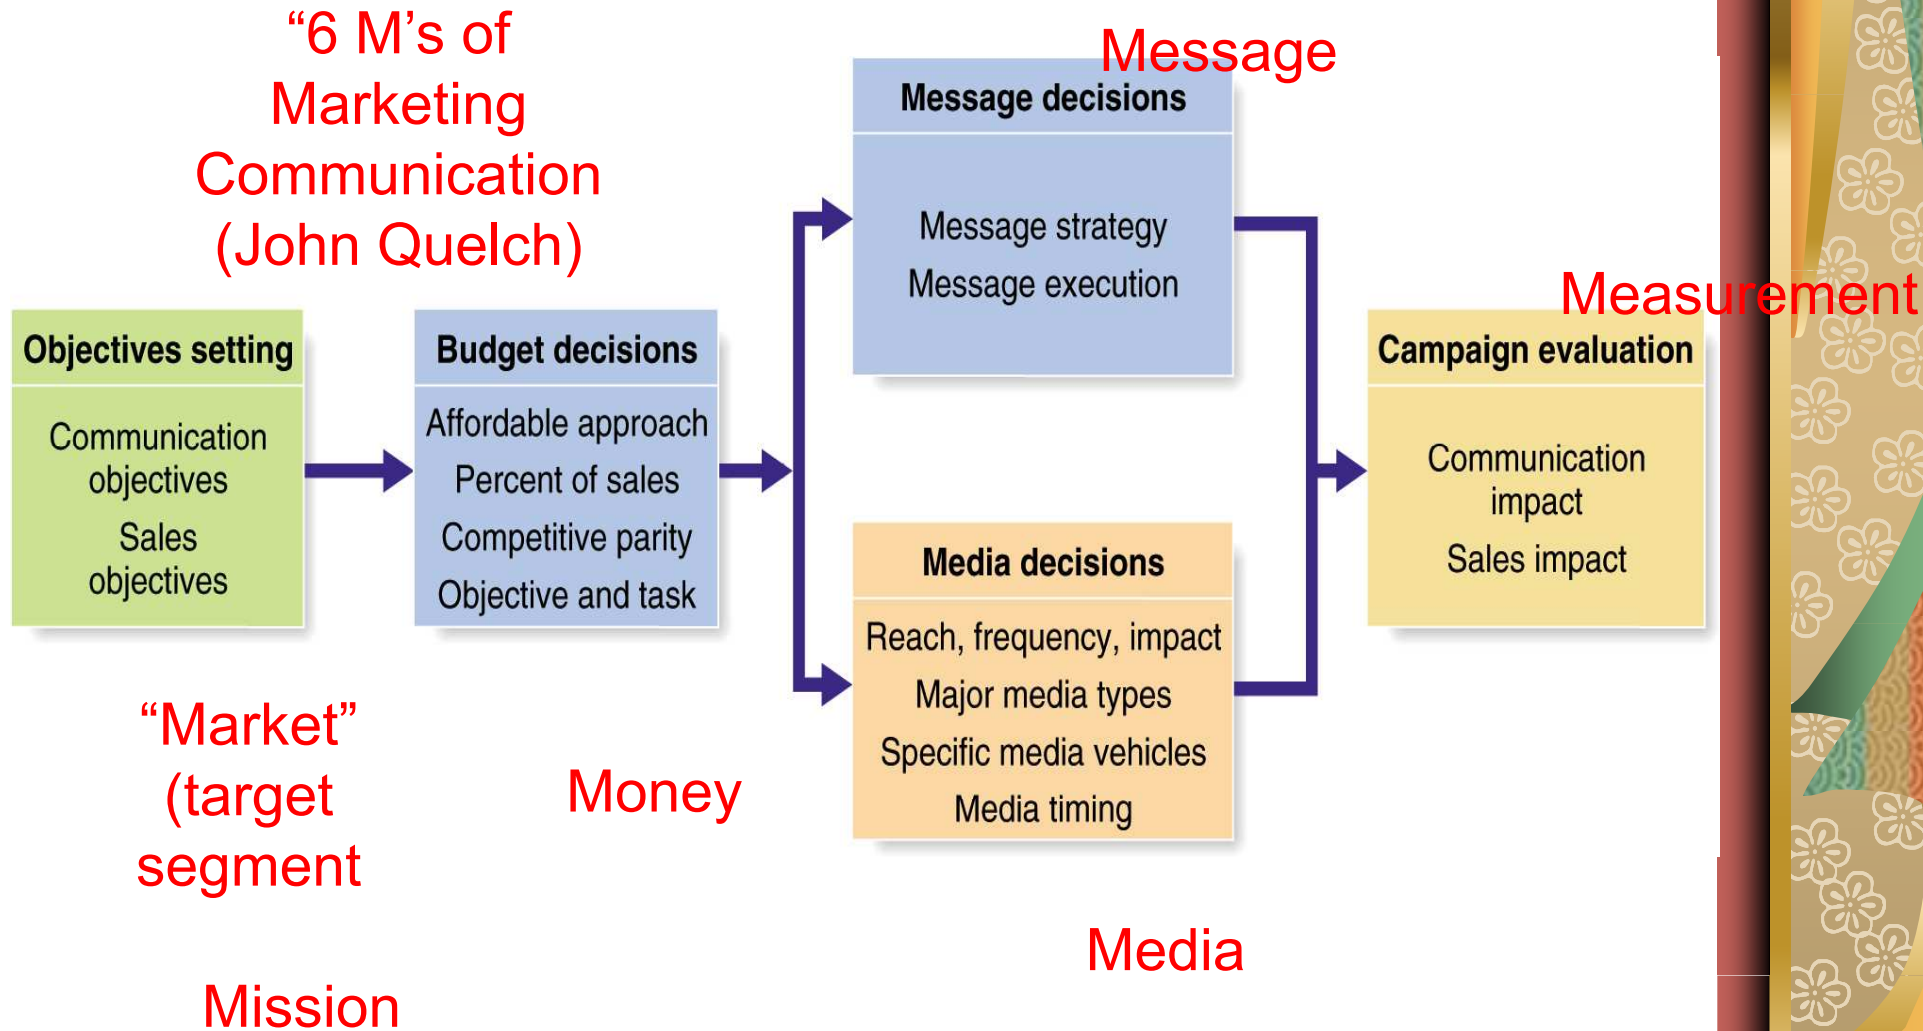 “6 M’s of
Marketing
Communication
(John Quelch)
Message
Message decisions
Message strategy
Message execution
Measurement
Objectives setting
Communication
objectives
Sales
objectives
Budget decisions
Affordable approach
Percent of sales
Competitive parity
Objective and task
Campaign evaluation
Communication
impact
Sales impact
Media decisions
Reach, frequency, impact
Major media types
Specific media vehicles
Media timing
“Market”
(target
segment
Money
Media
Mission